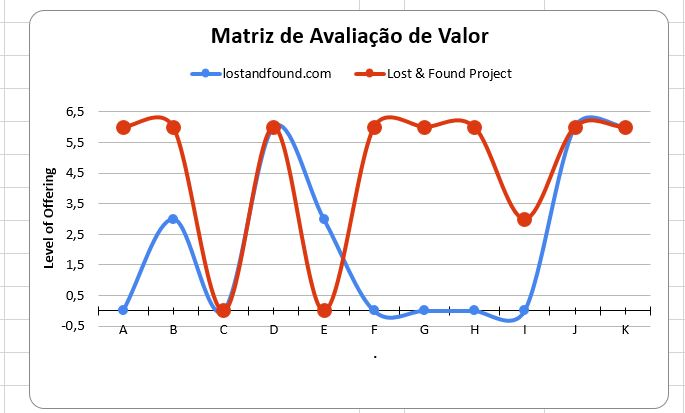 Matriz de Avaliação de Valor
lostandfound.com Lost & Found Project
Level of Offering
6,5
5,5
4,5
3,5
2,5
1,5
0,5
-0,5
A B C D E F G H I J K
.